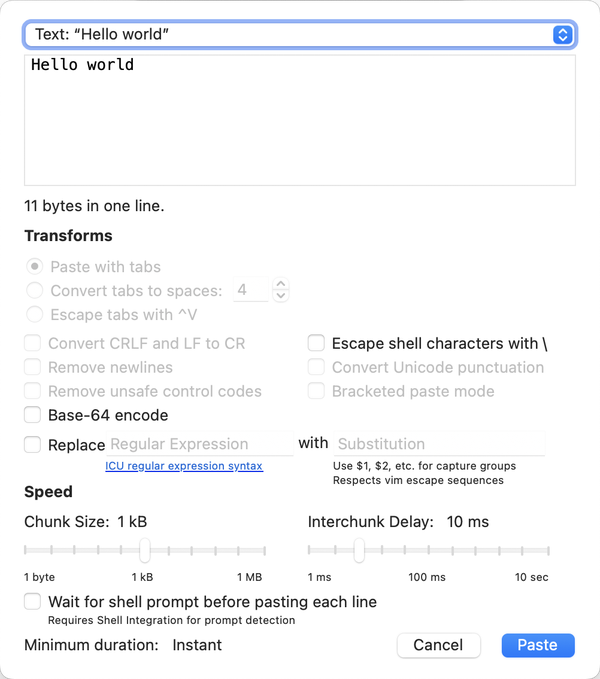 Text: “Hello world”
Hello world
11 bytes in one line.
Transforms
Paste with tabs
Convert tabs to spaces: 4
Escape tabs with ^V
Convert CRLF and LF to CR
Escape shell characters with \
Remove newlines
Convert Unicode punctuation
Remove unsafe control codes
Bracketed paste mode
Base-64 encode
Replace Regular Expression with Substitution
ICU regular expression syntax
Use $1, $2, etc. for capture groups
Respects vim escape sequences
Speed
Chunk Size: 1 kB
Interchunk Delay: 10 ms
1 byte 1 kB 1 MB
1 ms 100 ms 10 sec
Wait for shell prompt before pasting each line
Requires Shell Integration for prompt detection
Minimum duration: Instant
Cancel
Paste